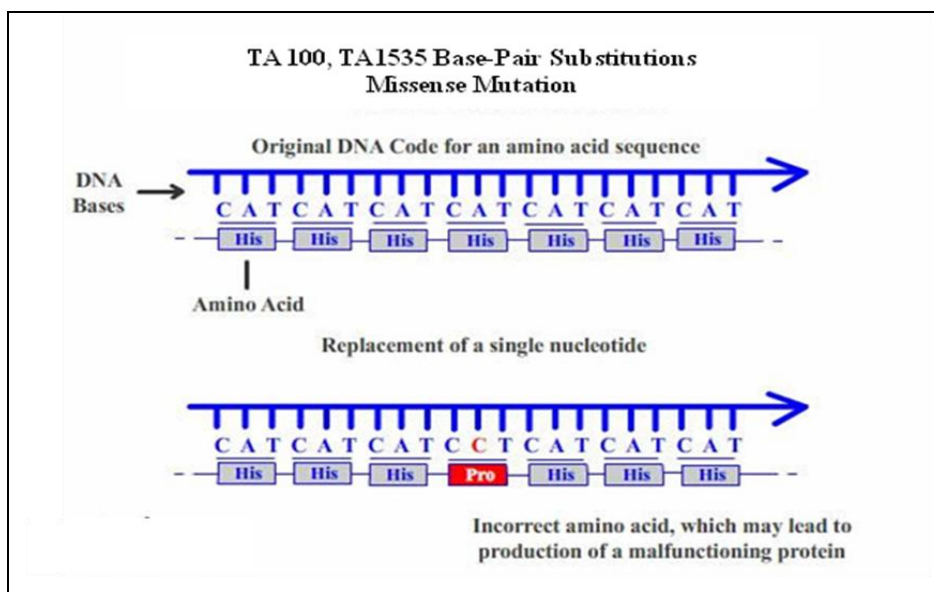 TA 100, TA1535 Base-Pair Substitutions
Missense Mutation
Original DNA Code for an amino acid sequence
DNA
Bases
C A T C A T C A T C A T C A T C A T C A T
His His His His His His His
Amino Acid
Replacement of a single nucleotide
C A T C A T C A T C C T C A T C A T C A T
His His His Pro His His His
Incorrect amino acid, which may lead to
production of a malfunctioning protein